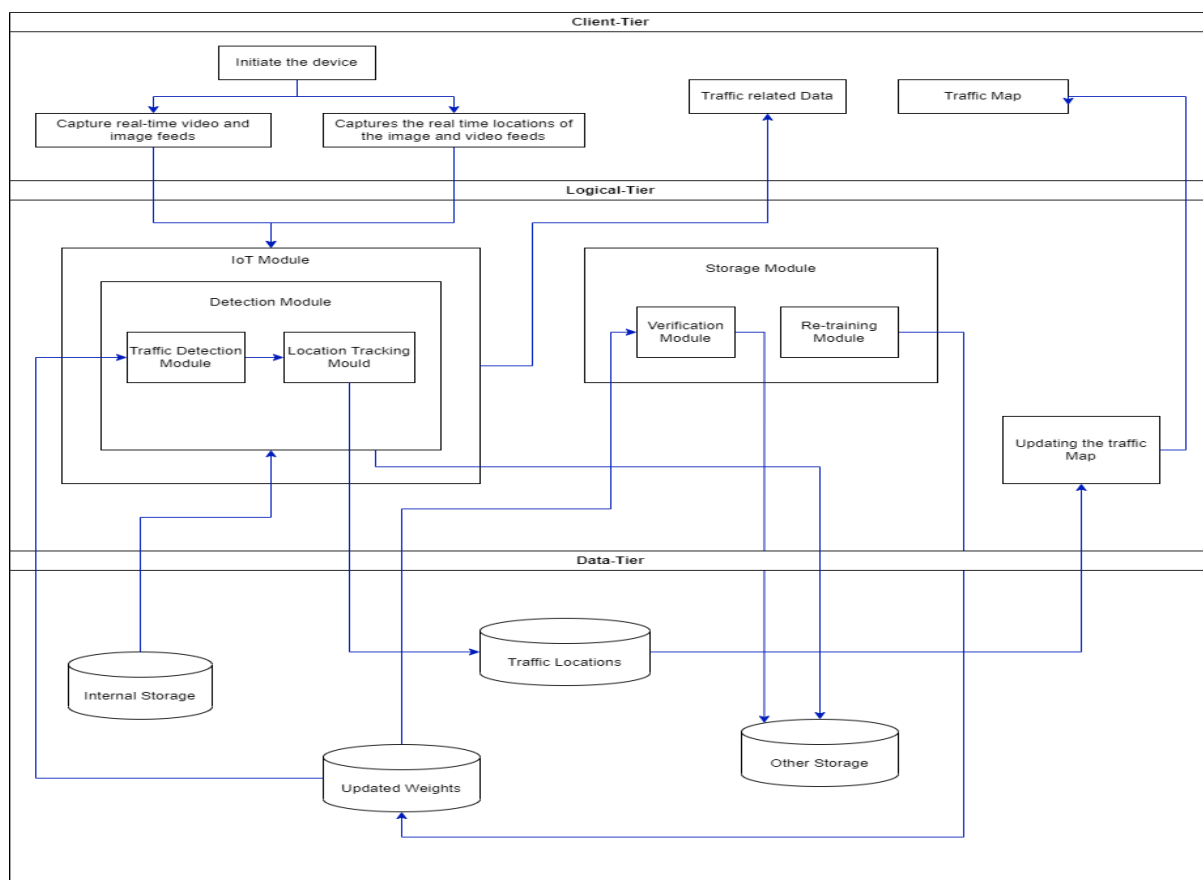 Client-Tier
Initiate the device
Traffic related Data
Traffic Map
Capture real-time video and
image feeds
Captures the real time locations of
the image and video feeds
Logical-Tier
IoT Module
Storage Module
Detection Module
Traffic Detection
Module
Location Tracking
Mould
Verification
Module
Re-training
Module
Updating the traffic
Map
Data-Tier
Traffic Locations
Internal Storage
Other Storage
Updated Weights